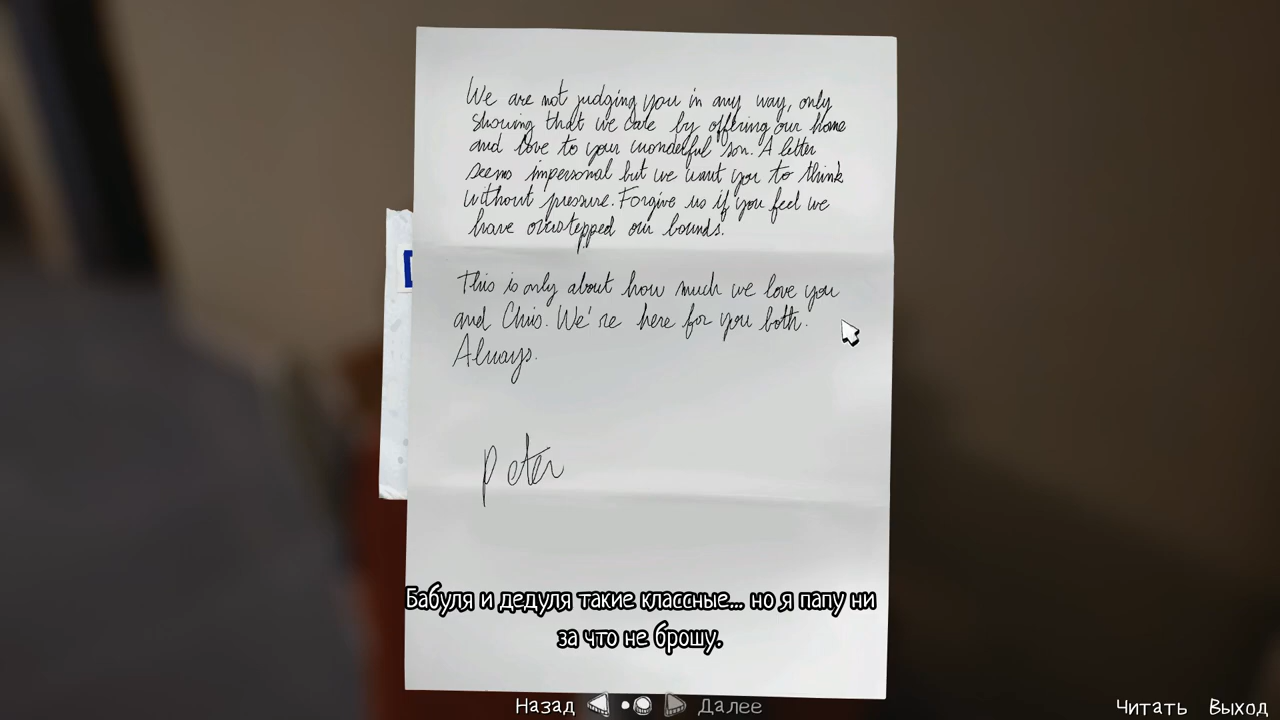 We are not judging you in any way, only
showing that we care by offering our home
and love to your wonderful son. A letter
seems impersonal but we want you to think
without pressure. Forgive us if you feel we
have overstepped our bounds.
This is only about how much we love you
and Chris. We're here for you both.
Always.
Peter
Бабуля и дедуля такие классные... но я папу ни
за что не брошу.
Назад Далее Читать Выход